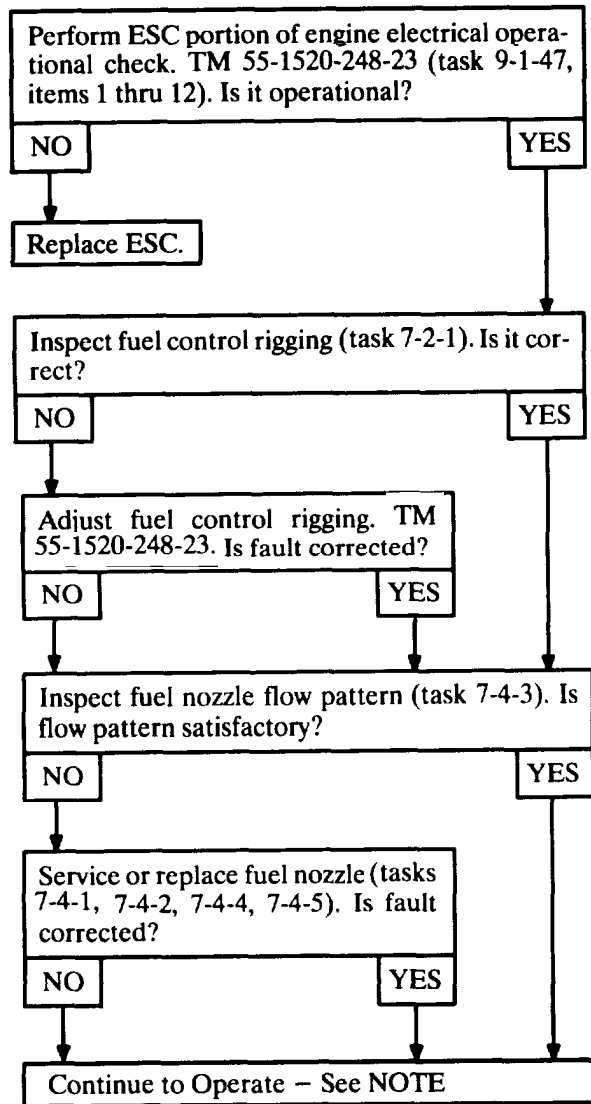 Perform ESC portion of engine electrical opera-
tional check. TM 55-1520-248-23 (task 9-1-47,
items 1 thru 12). Is it operational?
NO
YES
Replace ESC.
Inspect fuel control rigging (task 7-2-1). Is it cor-
rect?
NO
YES
Adjust fuel control rigging. TM
55-1520-248-23. Is fault corrected?
NO
YES
Inspect fuel nozzle flow pattern (task 7-4-3). Is
flow pattern satisfactory?
NO
YES
Service or replace fuel nozzle (tasks
7-4-1, 7-4-2, 7-4-4, 7-4-5). Is fault
corrected?
NO
YES
Continue to Operate – See NOTE